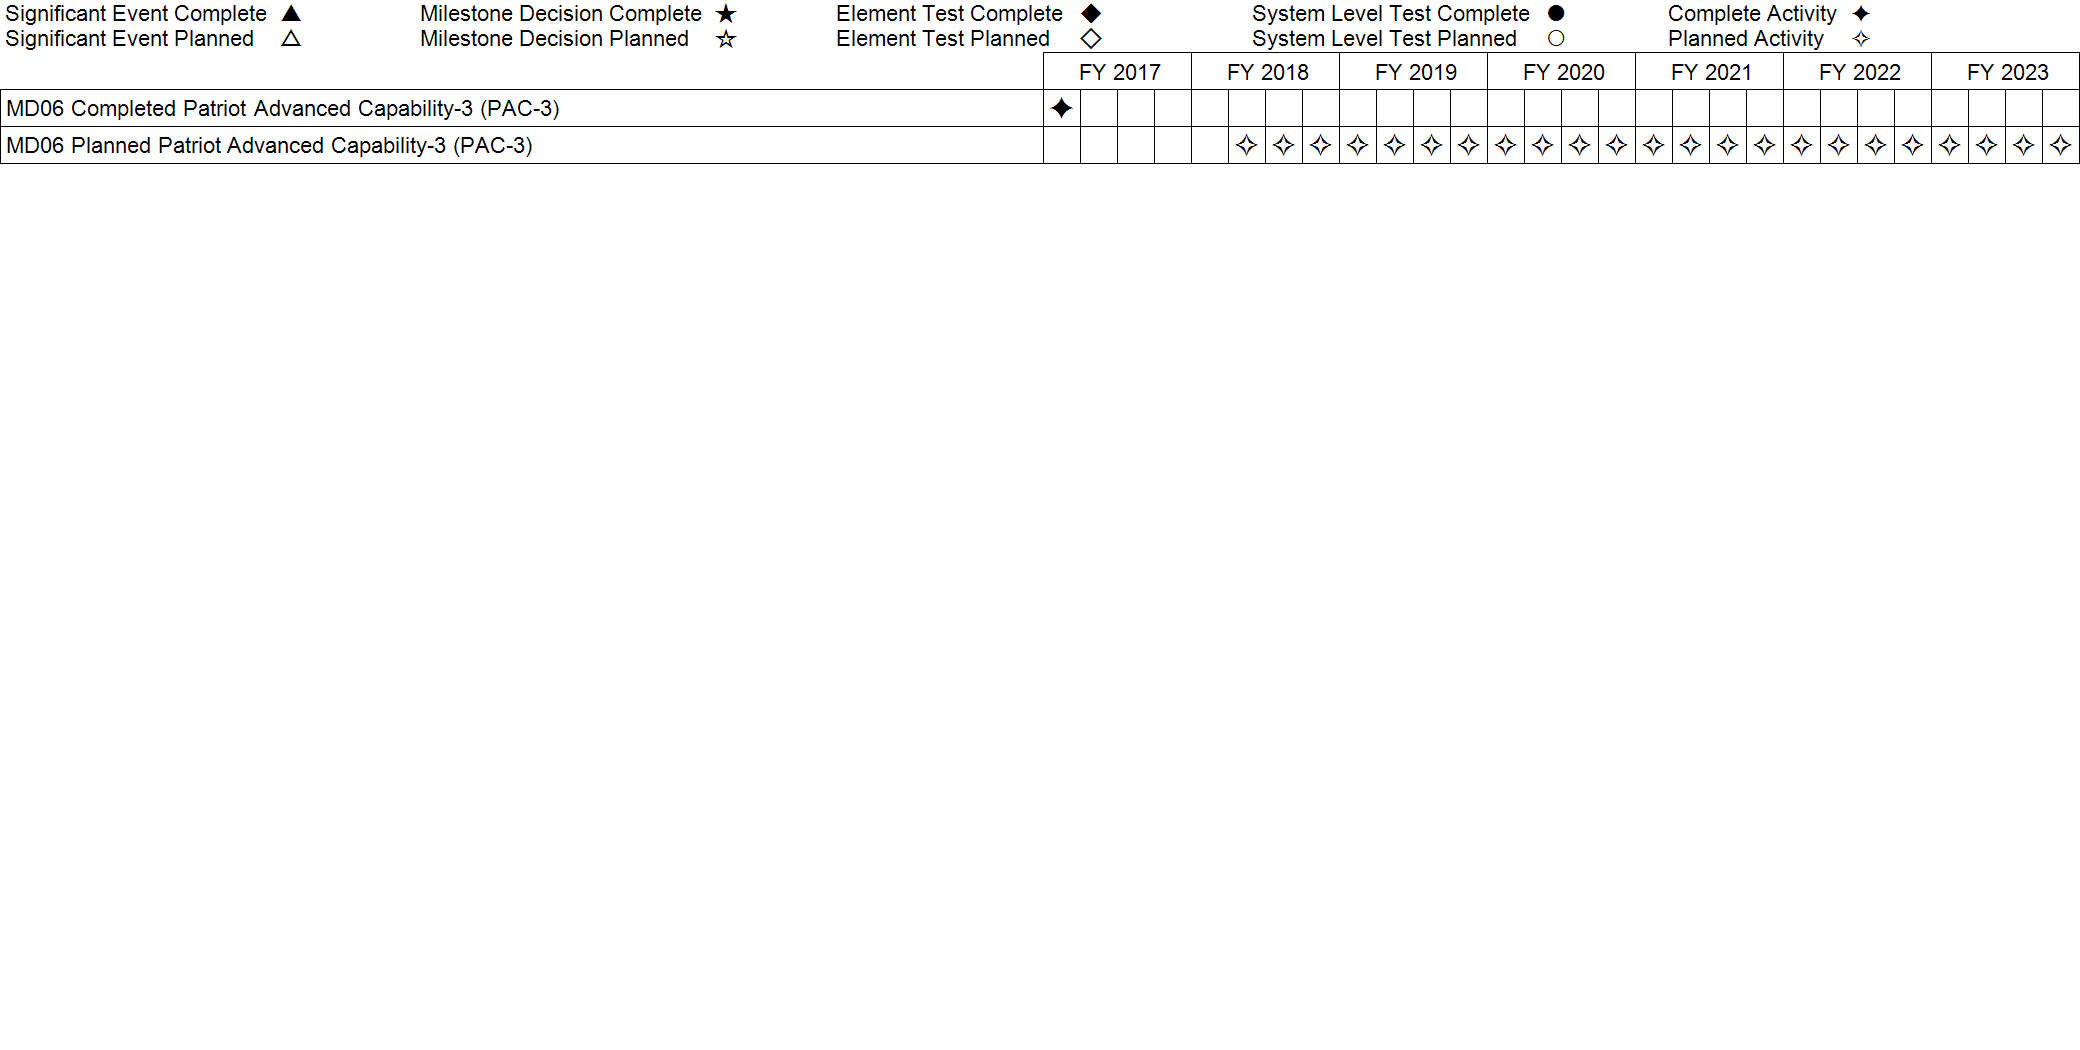 Significant Event Complete ▲ Milestone Decision Complete ★ Element Test Complete ◆ System Level Test Complete ● Complete Activity ✦
Significant Event Planned △ Milestone Decision Planned ☆ Element Test Planned ◇ System Level Test Planned ○ Planned Activity ✧
FY 2017 FY 2018 FY 2019 FY 2020 FY 2021 FY 2022 FY 2023
MD06 Completed Patriot Advanced Capability-3 (PAC-3) ✦
MD06 Planned Patriot Advanced Capability-3 (PAC-3) ✧ ✧ ✧ ✧ ✧ ✧ ✧ ✧ ✧ ✧ ✧ ✧ ✧ ✧ ✧ ✧ ✧ ✧ ✧ ✧ ✧ ✧ ✧